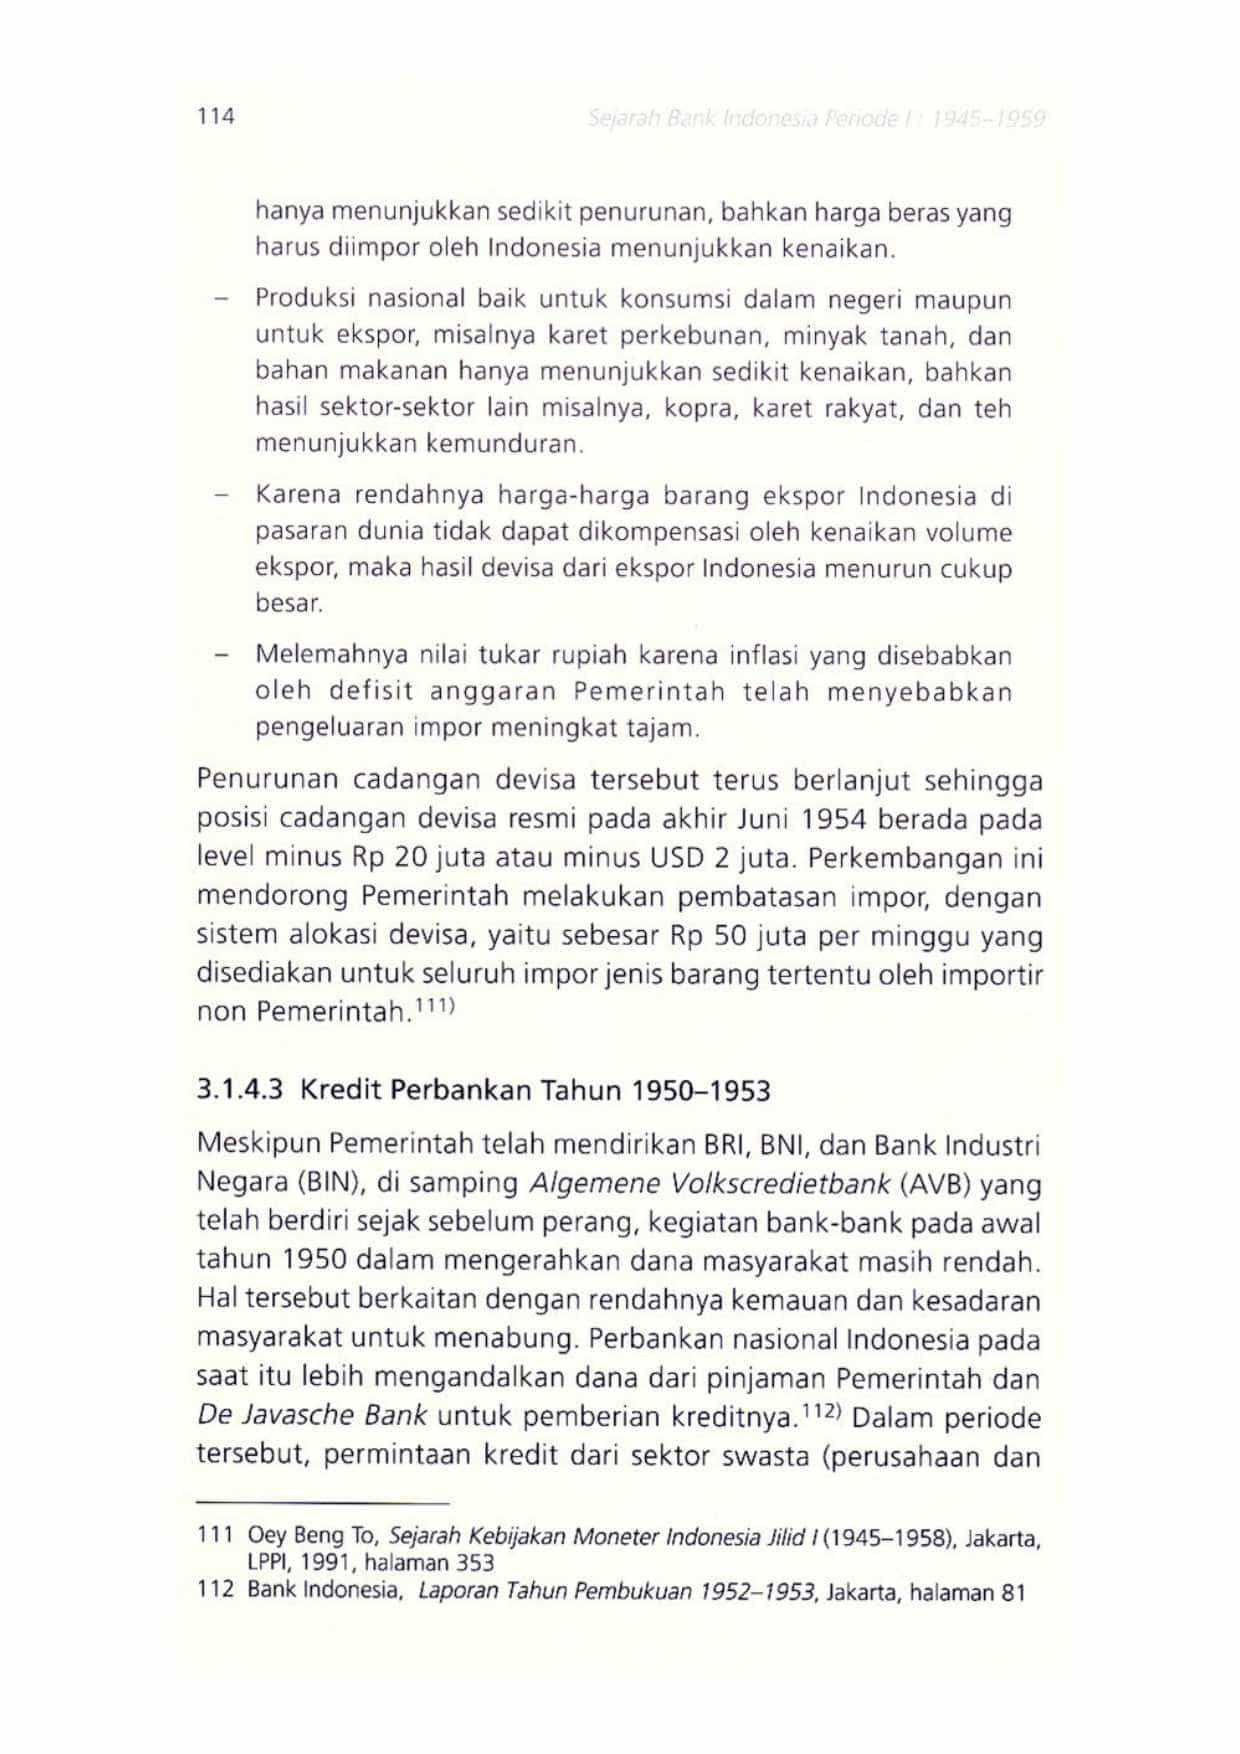 114
Sejarah Bank Indonesia Periode I : 1945–1959
hanya menunjukkan sedikit penurunan, bahkan harga beras yang
harus diimpor oleh Indonesia menunjukkan kenaikan.
– Produksi nasional baik untuk konsumsi dalam negeri maupun
untuk ekspor, misalnya karet perkebunan, minyak tanah, dan
bahan makanan hanya menunjukkan sedikit kenaikan, bahkan
hasil sektor-sektor lain misalnya, kopra, karet rakyat, dan teh
menunjukkan kemunduran.
– Karena rendahnya harga-harga barang ekspor Indonesia di
pasaran dunia tidak dapat dikompensasi oleh kenaikan volume
ekspor, maka hasil devisa dari ekspor Indonesia menurun cukup
besar.
– Melemahnya nilai tukar rupiah karena inflasi yang disebabkan
oleh defisit anggaran Pemerintah telah menyebabkan
pengeluaran impor meningkat tajam.
Penurunan cadangan devisa tersebut terus berlanjut sehingga
posisi cadangan devisa resmi pada akhir Juni 1954 berada pada
level minus Rp 20 juta atau minus USD 2 juta. Perkembangan ini
mendorong Pemerintah melakukan pembatasan impor, dengan
sistem alokasi devisa, yaitu sebesar Rp 50 juta per minggu yang
disediakan untuk seluruh impor jenis barang tertentu oleh importir
non Pemerintah.111)
3.1.4.3 Kredit Perbankan Tahun 1950–1953
Meskipun Pemerintah telah mendirikan BRI, BNI, dan Bank Industri
Negara (BIN), di samping Algemene Volkscredietbank (AVB) yang
telah berdiri sejak sebelum perang, kegiatan bank-bank pada awal
tahun 1950 dalam mengerahkan dana masyarakat masih rendah.
Hal tersebut berkaitan dengan rendahnya kemauan dan kesadaran
masyarakat untuk menabung. Perbankan nasional Indonesia pada
saat itu lebih mengandalkan dana dari pinjaman Pemerintah dan
De Javasche Bank untuk pemberian kreditnya.112) Dalam periode
tersebut, permintaan kredit dari sektor swasta (perusahaan dan
111 Oey Beng To, Sejarah Kebijakan Moneter Indonesia Jilid I (1945–1958), Jakarta,
LPPI, 1991, halaman 353
112 Bank Indonesia, Laporan Tahun Pembukuan 1952–1953, Jakarta, halaman 81